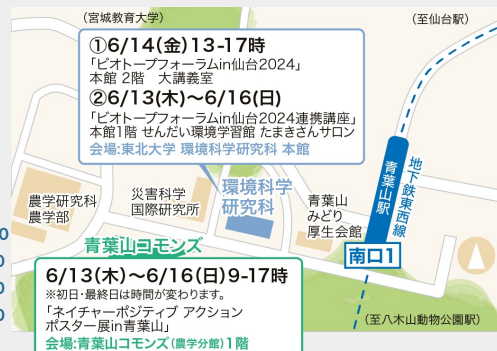 (宮城教育大学)
(至仙台駅)
①6/14(金)13-17時
「ビオトープフォーラムin仙台2024」
本館 2階 大講義室
②6/13(木)〜6/16(日)
「ビオトープフォーラムin仙台2024連携講座」
本館1階 せんだい環境学習館 たまきさんサロン
会場:東北大学 環境科学研究科 本館
地下鉄東西線
青葉山駅
農学研究科
農学部
災害科学
国際研究所
環境科学
研究科
青葉山
みどり
厚生会館
南口1
青葉山コモンズ
6/13(木)〜6/16(日)9-17時
※初日・最終日は時間が変わります。
「ネイチャーポジティブ アクション
ポスター展in青葉山」
会場:青葉山コモンズ(農学分館)1階
(至八木山動物公園駅)
0
0
0
0